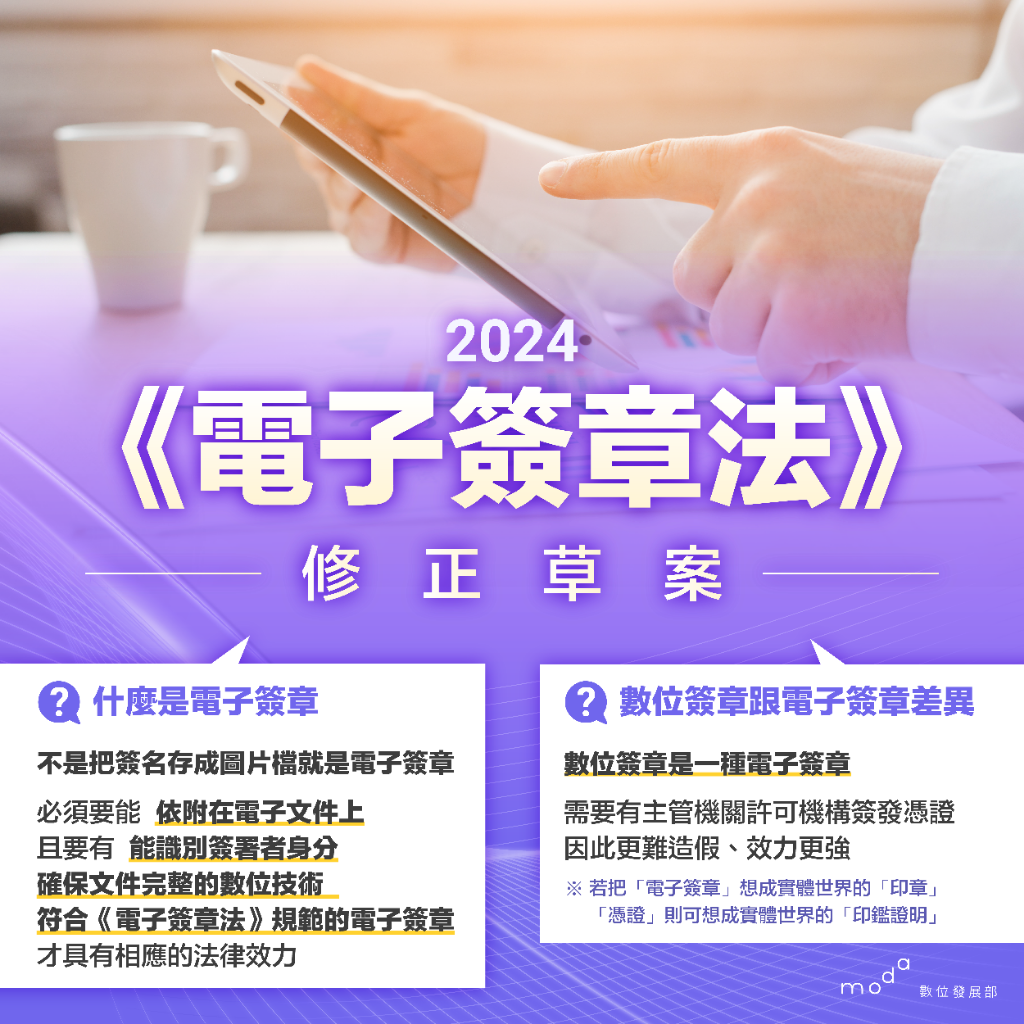 2024
《電子簽章法》
修正草案
什麼是電子簽章
不是把簽名存成圖片檔就是電子簽章
必須要能 依附在電子文件上
且要有 能識別簽署者身分
確保文件完整的數位技術
符合《電子簽章法》規範的電子簽章
才具有相應的法律效力
數位簽章跟電子簽章差異
數位簽章是一種電子簽章
需要有主管機關許可機構簽發憑證
因此更難造假、效力更強
※ 若把「電子簽章」想成實體世界的「印章」
「憑證」則可想成實體世界的「印鑑證明」
moda 數位發展部